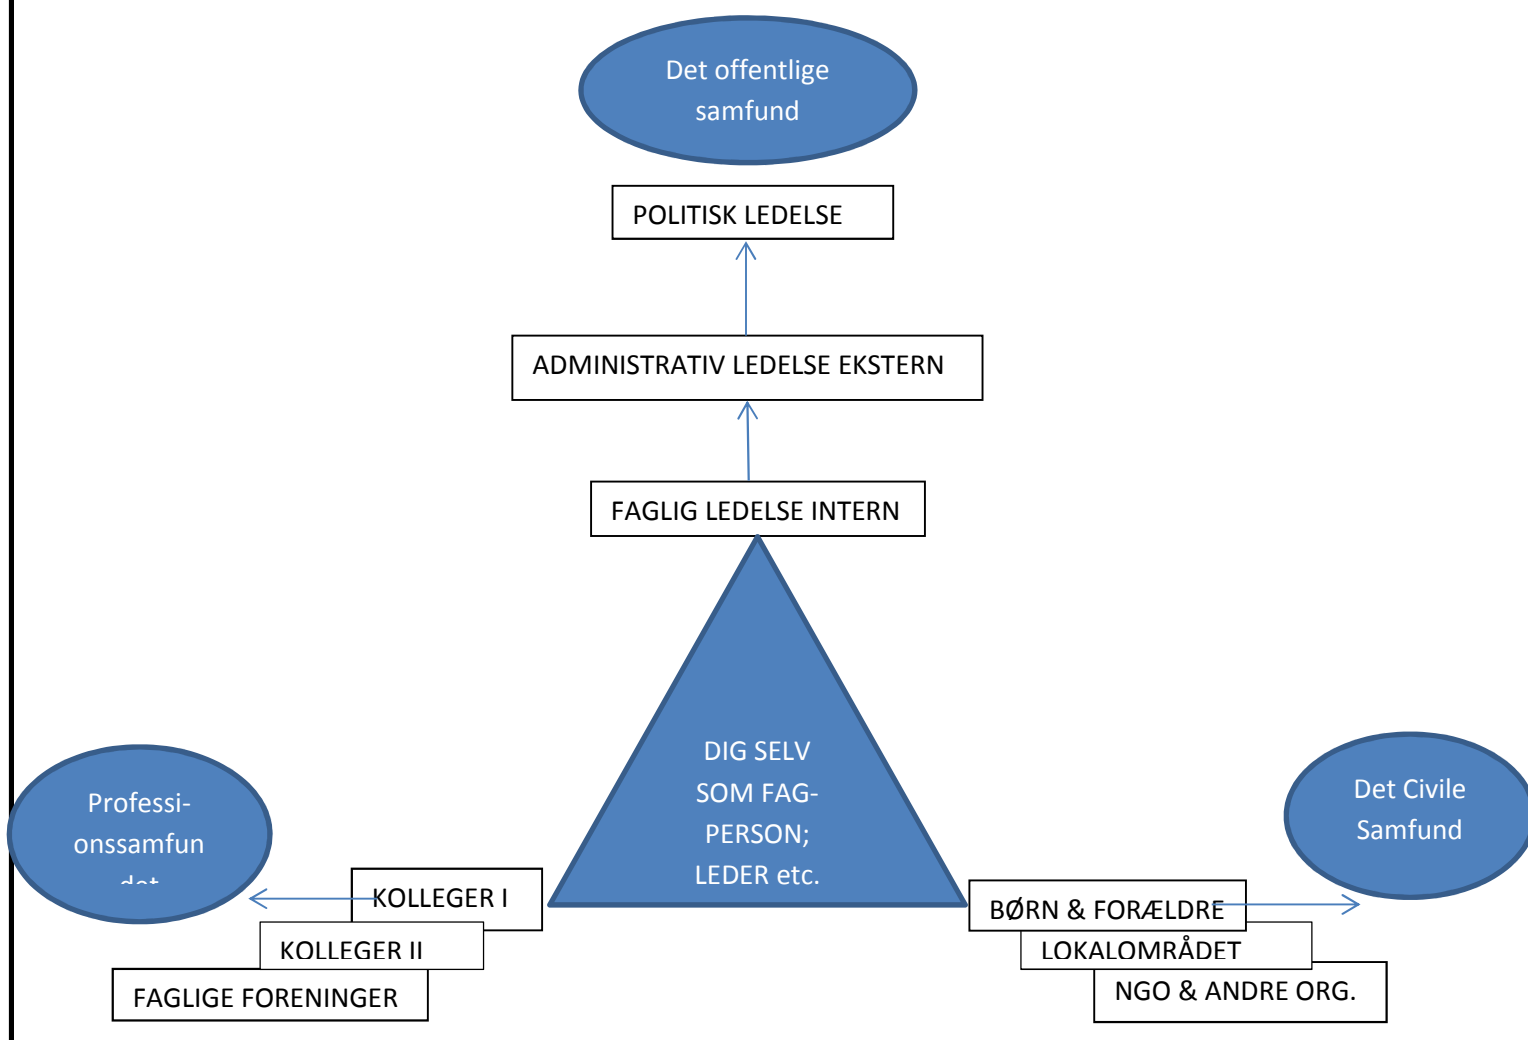 Det offentlige
samfund
POLITISK LEDELSE
ADMINISTRATIV LEDELSE EKSTERN
FAGLIG LEDELSE INTERN
DIG SELV
SOM FAG-
PERSON;
LEDER etc.
Professi-
onssamfun
det
KOLLEGER I
KOLLEGER II
FAGLIGE FORENINGER
Det Civile
Samfund
BØRN & FORÆLDRE
LOKALOMRÅDET
NGO & ANDRE ORG.